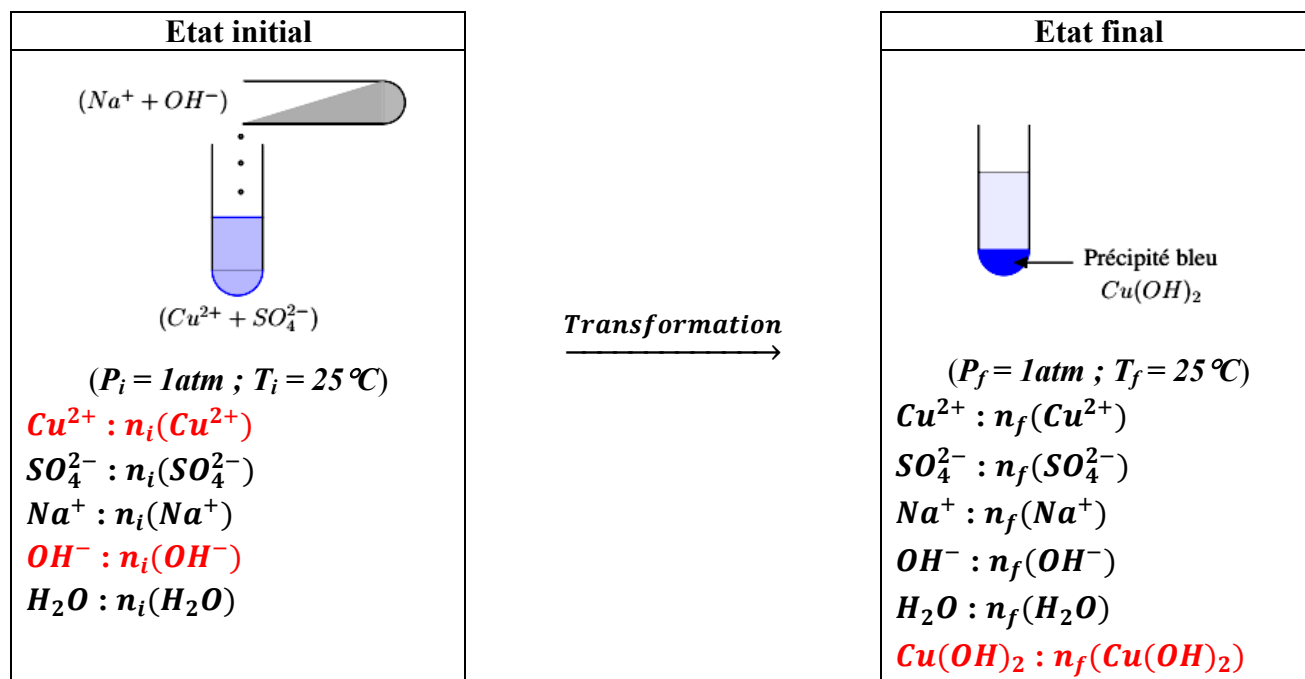 Etat initial
(Na⁺ + OH⁻)
(Cu²⁺ + SO₄²⁻)
(Pᵢ = 1atm ; Tᵢ = 25℃)
Cu²⁺ : nᵢ(Cu²⁺)
SO₄²⁻ : nᵢ(SO₄²⁻)
Na⁺ : nᵢ(Na⁺)
OH⁻ : nᵢ(OH⁻)
H₂O : nᵢ(H₂O)
Transformation
Etat final
Précipité bleu
Cu(OH)₂
(P_f = 1atm ; T_f = 25℃)
Cu²⁺ : n_f(Cu²⁺)
SO₄²⁻ : n_f(SO₄²⁻)
Na⁺ : n_f(Na⁺)
OH⁻ : n_f(OH⁻)
H₂O : n_f(H₂O)
Cu(OH)₂ : n_f(Cu(OH)₂)